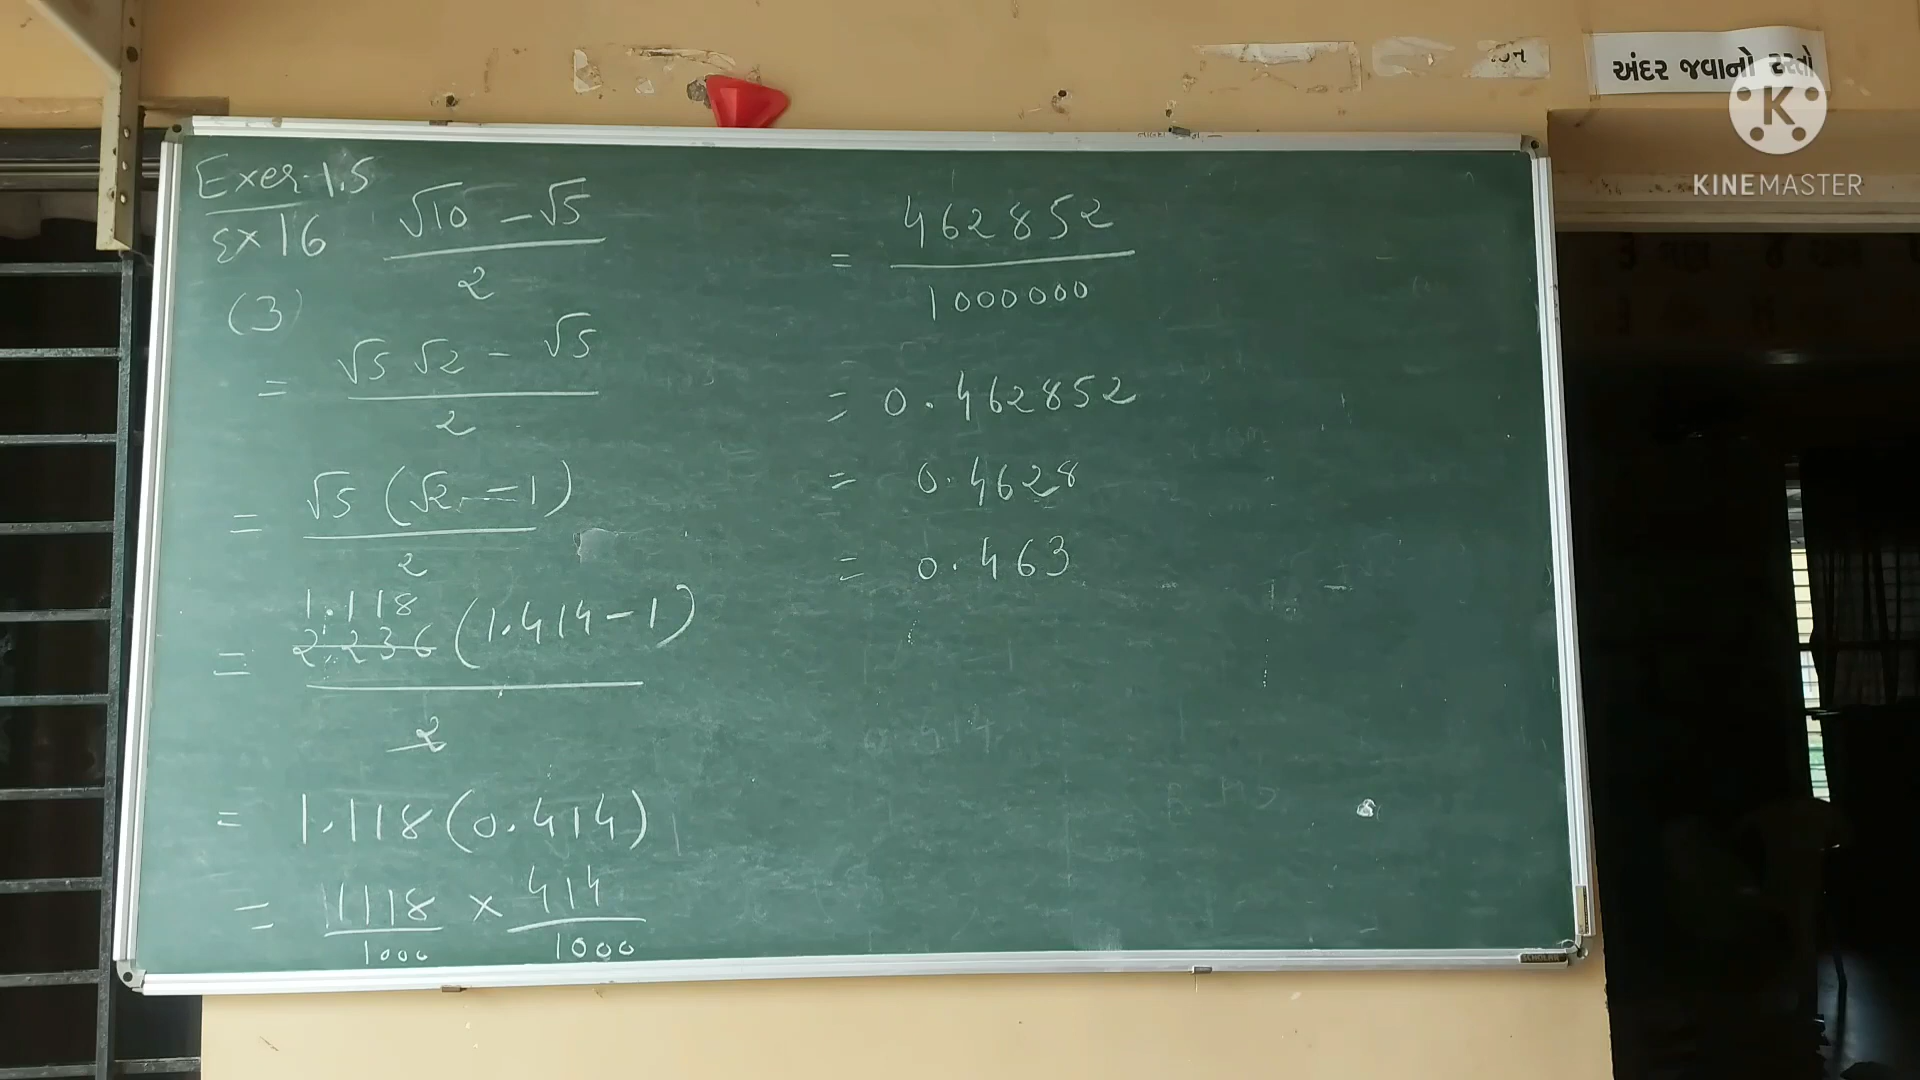 અંદર જવાનો રસ્તો
KINEMASTER
Exer-1.5
Ex 16 √10 - √5
2
(3)
= √5 √2 - √5
2
= √5 (√2 - 1)
2
1.118
= 2.236 (1.414 - 1)
2
= 1.118 (0.414)
= 1118 × 414
1000 1000
= 462852
1000000
= 0.462852
= 0.4628
= 0.463